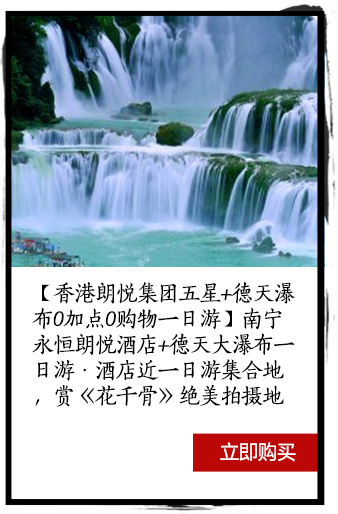 【香港朗悦集团五星+德天瀑
布0加点0购物一日游】南宁
永恒朗悦酒店+德天大瀑布一
日游·酒店近一日游集合地
，赏《花千骨》绝美拍摄地
立即购买